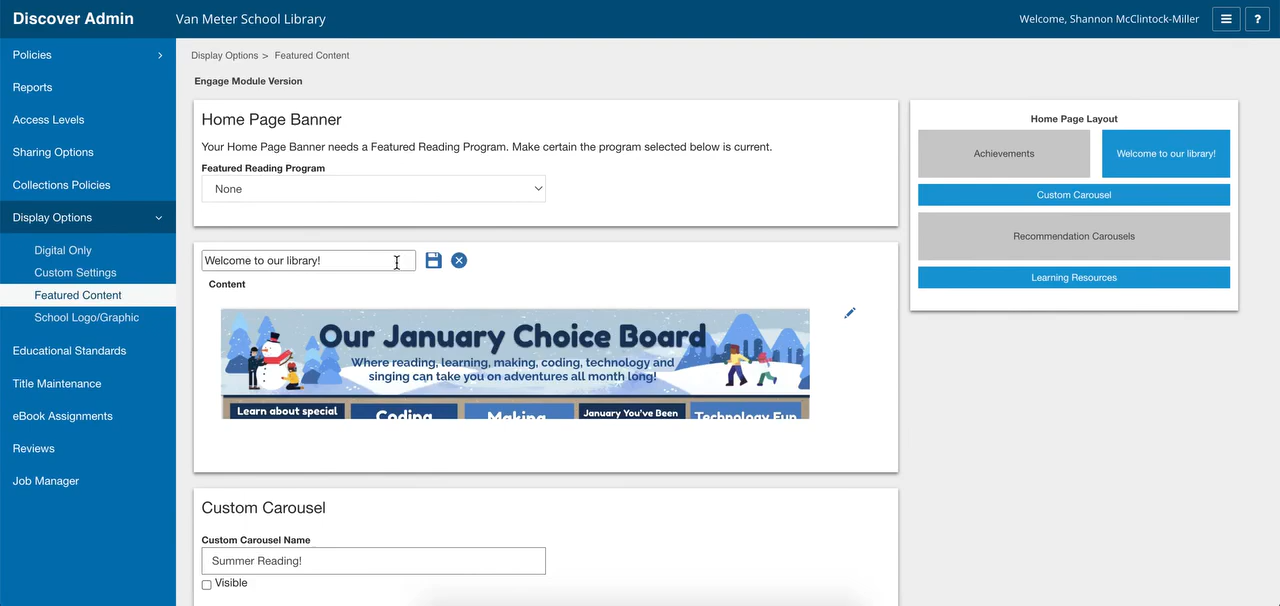 Discover Admin
Van Meter School Library
Welcome, Shannon McClintock-Miller
?
Policies
Reports
Access Levels
Sharing Options
Collections Policies
Display Options
Digital Only
Custom Settings
Featured Content
School Logo/Graphic
Educational Standards
Title Maintenance
eBook Assignments
Reviews
Job Manager
Display Options > Featured Content
Engage Module Version
Home Page Banner
Your Home Page Banner needs a Featured Reading Program. Make certain the program selected below is current.
Featured Reading Program
None
Welcome to our library!
Content
Our January Choice Board
Where reading, learning, making, coding, technology and
singing can take you on adventures all month long!
Learn about special
Coding
Making
January You've Been
Technology Fun
Custom Carousel
Custom Carousel Name
Summer Reading!
Visible
Home Page Layout
Achievements
Welcome to our library!
Custom Carousel
Recommendation Carousels
Learning Resources